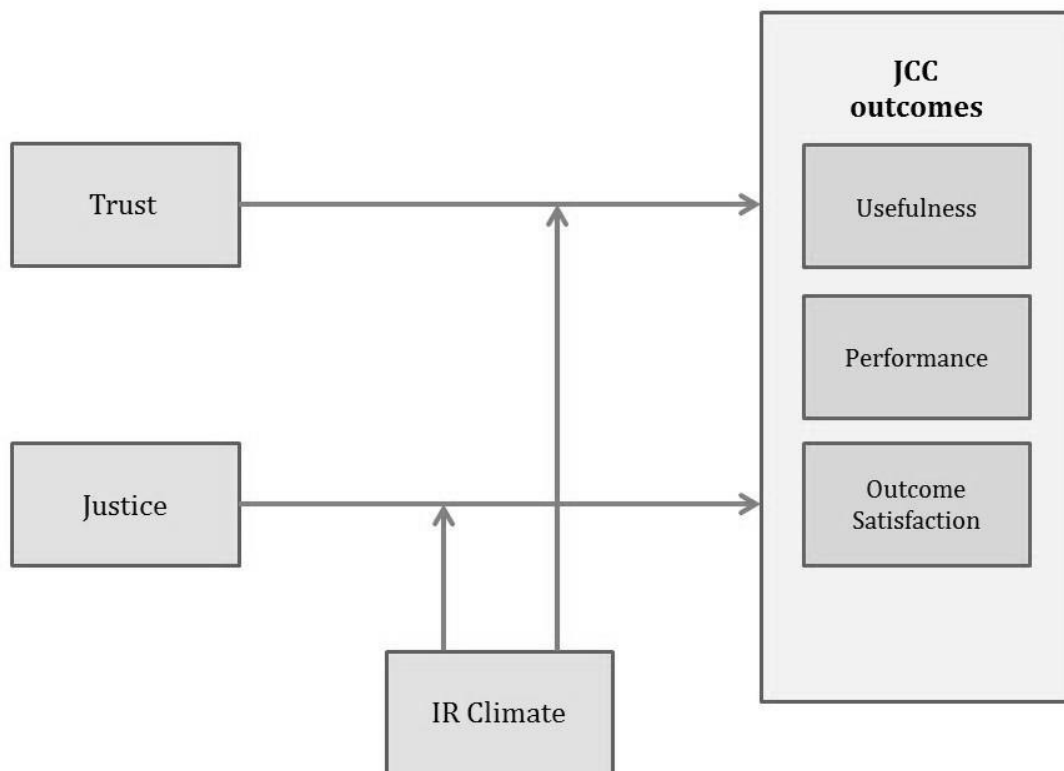 JCC
outcomes
Trust
Usefulness
Performance
Justice
Outcome
Satisfaction
IR Climate